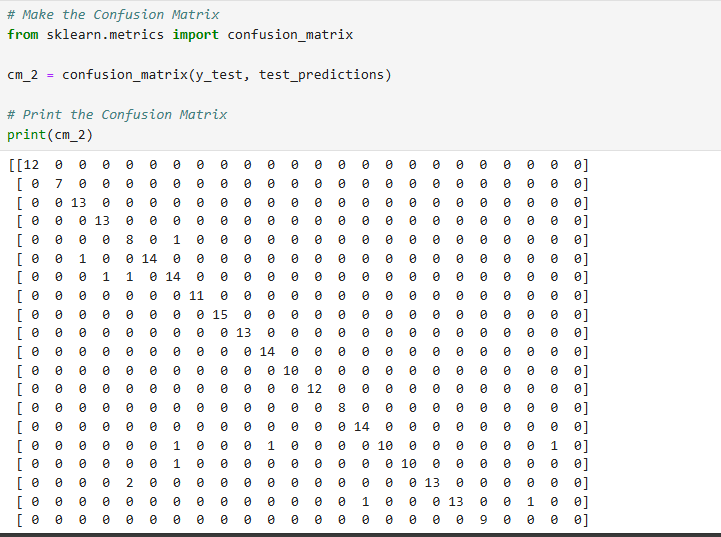 # Make the Confusion Matrix
from sklearn.metrics import confusion_matrix
cm_2 = confusion_matrix(y_test, test_predictions)
# Print the Confusion Matrix
print(cm_2)
[[12  0  0  0  0  0  0  0  0  0  0  0  0  0  0  0  0  0  0  0  0  0  0  0]
 [ 0  7  0  0  0  0  0  0  0  0  0  0  0  0  0  0  0  0  0  0  0  0  0  0]
 [ 0  0 13  0  0  0  0  0  0  0  0  0  0  0  0  0  0  0  0  0  0  0  0  0]
 [ 0  0  0 13  0  0  0  0  0  0  0  0  0  0  0  0  0  0  0  0  0  0  0  0]
 [ 0  0  0  0  8  0  1  0  0  0  0  0  0  0  0  0  0  0  0  0  0  0  0  0]
 [ 0  0  1  0  0 14  0  0  0  0  0  0  0  0  0  0  0  0  0  0  0  0  0  0]
 [ 0  0  0  1  1  0 14  0  0  0  0  0  0  0  0  0  0  0  0  0  0  0  0  0]
 [ 0  0  0  0  0  0  0 11  0  0  0  0  0  0  0  0  0  0  0  0  0  0  0  0]
 [ 0  0  0  0  0  0  0  0 15  0  0  0  0  0  0  0  0  0  0  0  0  0  0  0]
 [ 0  0  0  0  0  0  0  0  0 13  0  0  0  0  0  0  0  0  0  0  0  0  0  0]
 [ 0  0  0  0  0  0  0  0  0  0 14  0  0  0  0  0  0  0  0  0  0  0  0  0]
 [ 0  0  0  0  0  0  0  0  0  0  0 10  0  0  0  0  0  0  0  0  0  0  0  0]
 [ 0  0  0  0  0  0  0  0  0  0  0  0 12  0  0  0  0  0  0  0  0  0  0  0]
 [ 0  0  0  0  0  0  0  0  0  0  0  0  0  8  0  0  0  0  0  0  0  0  0  0]
 [ 0  0  0  0  0  0  0  0  0  0  0  0  0  0 14  0  0  0  0  0  0  0  0  0]
 [ 0  0  0  0  0  0  1  0  0  0  1  0  0  0  0 10  0  0  0  0  0  0  1  0]
 [ 0  0  0  0  0  0  1  0  0  0  0  0  0  0  0  0 10  0  0  0  0  0  0  0]
 [ 0  0  0  0  2  0  0  0  0  0  0  0  0  0  0  0  0 13  0  0  0  0  0  0]
 [ 0  0  0  0  0  0  0  0  0  0  0  0  0  0  1  0  0  0 13  0  0  1  0  0]
 [ 0  0  0  0  0  0  0  0  0  0  0  0  0  0  0  0  0  0  0  9  0  0  0  0]